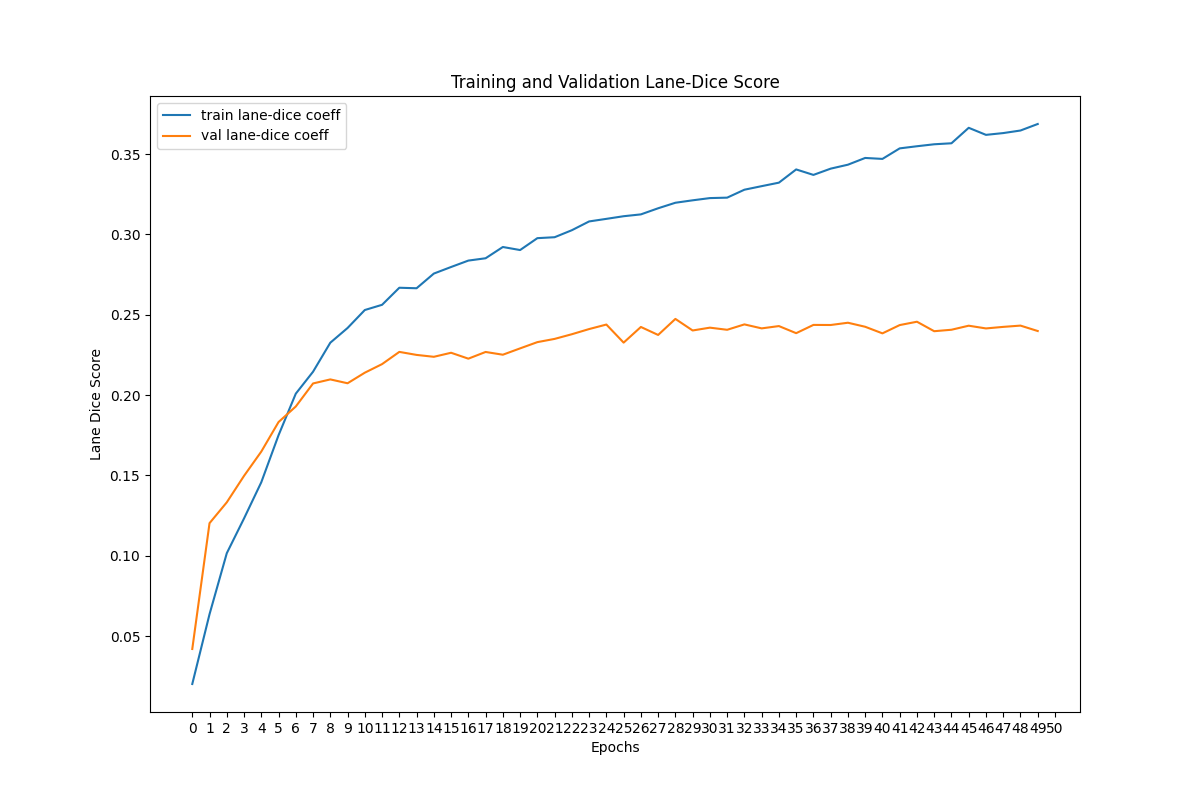 Training and Validation Lane-Dice Score
train lane-dice coeff
val lane-dice coeff
0.35
0.30
0.25
0.20
0.15
0.10
0.05
Lane Dice Score
0 1 2 3 4 5 6 7 8 9 10 11 12 13 14 15 16 17 18 19 20 21 22 23 24 25 26 27 28 29 30 31 32 33 34 35 36 37 38 39 40 41 42 43 44 45 46 47 48 49 50
Epochs